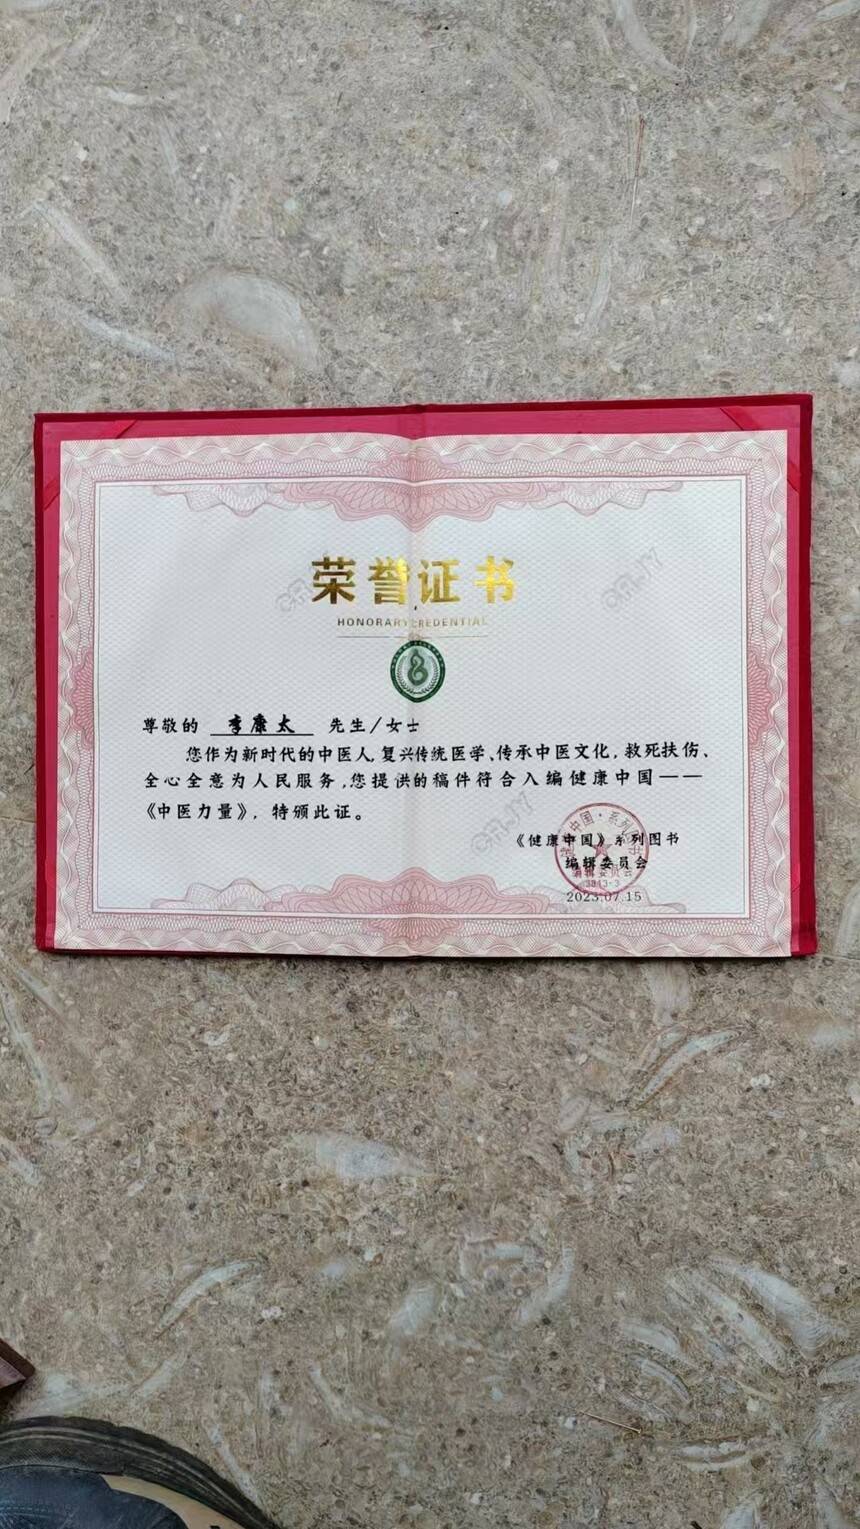 荣誉证书
HONORARY CREDENTIAL
尊敬的 李康太 先生/女士
您作为新时代的中医人,复兴传统医学、传承中医文化,救死扶伤、
全心全意为人民服务,您提供的稿件符合入编健康中国——
《中医力量》,特颁此证。
《健康中国》系列图书
编辑委员会
2023.07.15
CRJY
CRJY
CRJY